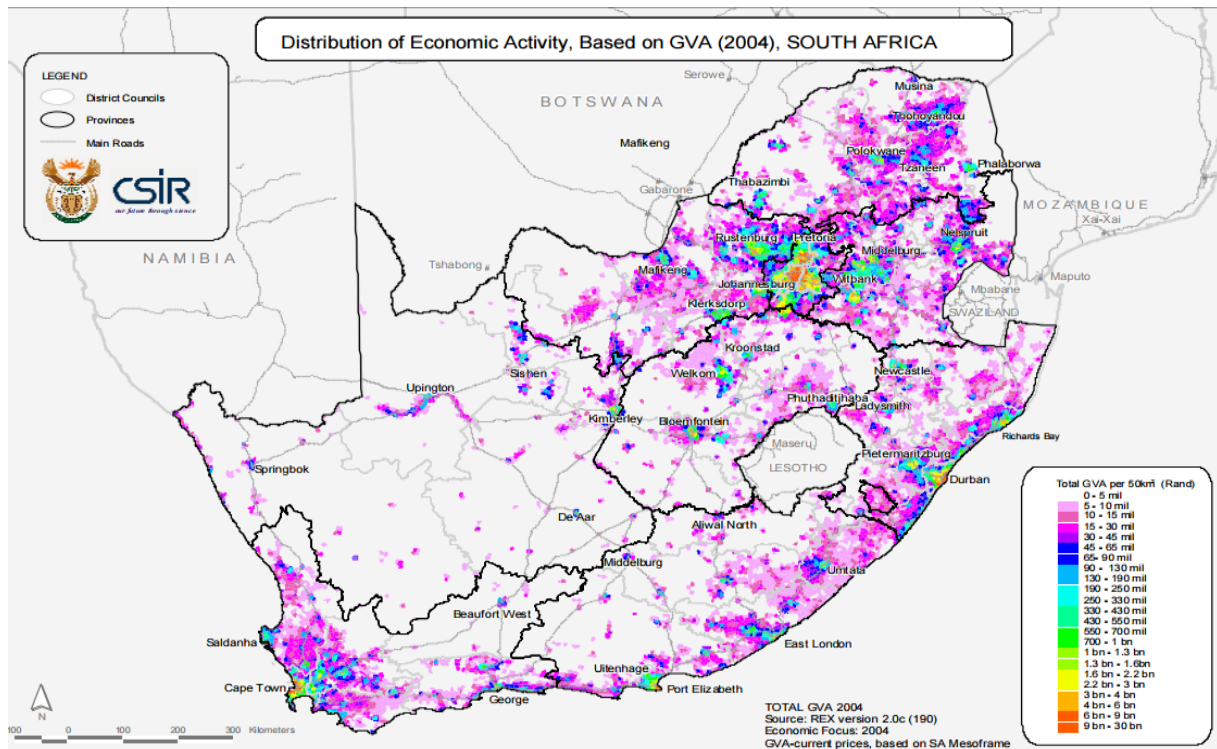 Distribution of Economic Activity, Based on GVA (2004), SOUTH AFRICA
LEGEND
District Councils
Provinces
Main Roads
CSIR
our future through science
Serowe
BOTSWANA
Mafikeng
Gabarone
NAMIBIA
Tshabong
MOZAMBIQUE
Xai-Xai
Maputo
Mbabane
SWAZILAND
Maseru
LESOTHO
Musina
Thohoyandou
Polokwane
Tzaneen
Phalaborwa
Thabazimbi
Rustenburg
Pretoria
Middelburg
Nelspruit
Mafikeng
Johannesburg
Witbank
Klerksdorp
Kroonstad
Sishen
Welkom
Newcastle
Upington
Phuthaditjhaba
Ladysmith
Kimberley
Bloemfontein
Richards Bay
Pietermaritzburg
Springbok
Durban
De Aar
Aliwal North
Middelburg
Umtata
Beaufort West
Saldanha
East London
Uitenhage
Cape Town
George
Port Elizabeth
Total GVA per 50km² (Rand)
0 - 5 mil
5 - 10 mil
10 - 15 mil
15 - 30 mil
30 - 45 mil
45 - 65 mil
65 - 90 mil
90 - 130 mil
130 - 190 mil
190 - 250 mil
250 - 330 mil
330 - 430 mil
430 - 550 mil
550 - 700 mil
700 - 1 bn
1 bn - 1.3 bn
1.3 bn - 1.6bn
1.6 bn - 2.2 bn
2.2 bn - 3 bn
3 bn - 4 bn
4 bn - 6 bn
6 bn - 9 bn
9 bn - 30 bn
N
100 0 100 200 300 Kilometers
TOTAL GVA 2004
Source: REX version 2.0c (190)
Economic Focus: 2004
GVA-current prices, based on SA Mesoframe